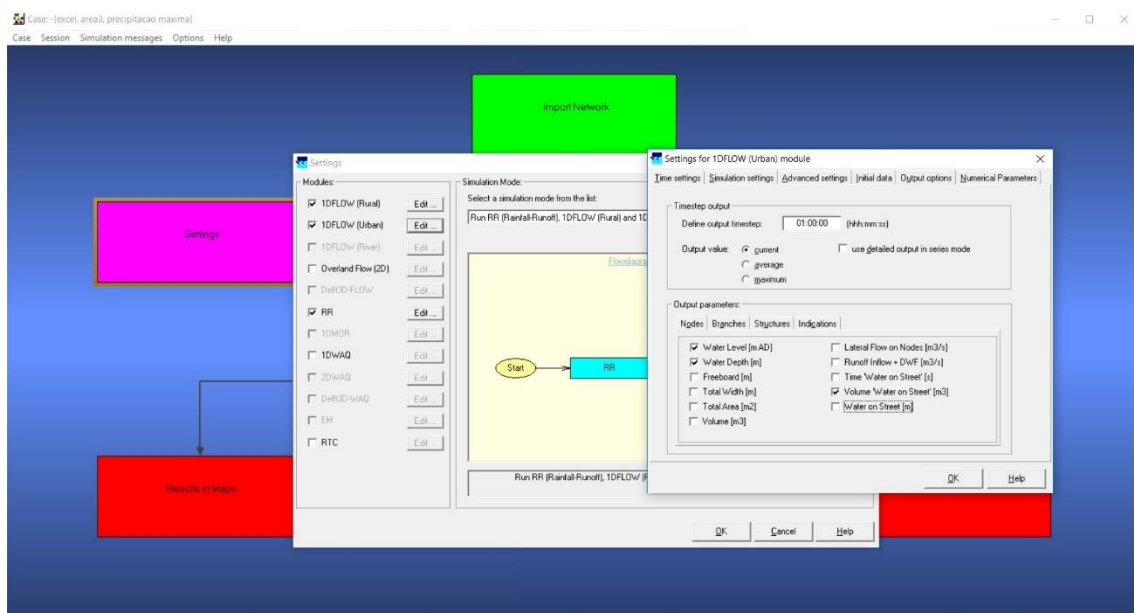 Case: -[excel, area3, precipitacao maxima]
Case Session Simulation messages Options Help
Import Network
Settings
Results in Maps
Settings
Modules:
1DFLOW (Rural) Edit ...
1DFLOW (Urban) Edit ...
1DFLOW (River) Edit ...
Overland Flow (2D) Edit ...
Delft3D-FLOW Edit ...
RR Edit ...
1DMOR Edit ...
1DWAQ Edit ...
2DWAQ Edit ...
Delft3D-WAQ Edit ...
EM Edit ...
RTC Edit ...
Simulation Mode:
Select a simulation mode from the list:
Run RR (Rainfall-Runoff), 1DFLOW (Rural) and 1D
Flowdiagra
Start
RR
Run RR (Rainfall-Runoff), 1DFLOW (R
OK Cancel Help
Settings for 1DFLOW (Urban) module
Time settings Simulation settings Advanced settings Initial data Output options Numerical Parameters
Timestep output
Define output timestep: 01:00:00 [hhh:mm:ss]
Output value: current use detailed output in series mode
average
maximum
Output parameters:
Nodes Branches Structures Indications
Water Level [m AD] Lateral Flow on Nodes [m3/s]
Water Depth [m] Runoff Inflow + DWF [m3/s]
Freeboard [m] Time 'Water on Street' [s]
Total Width [m] Volume 'Water on Street' [m3]
Total Area [m2] Water on Street [m]
Volume [m3]
OK Help